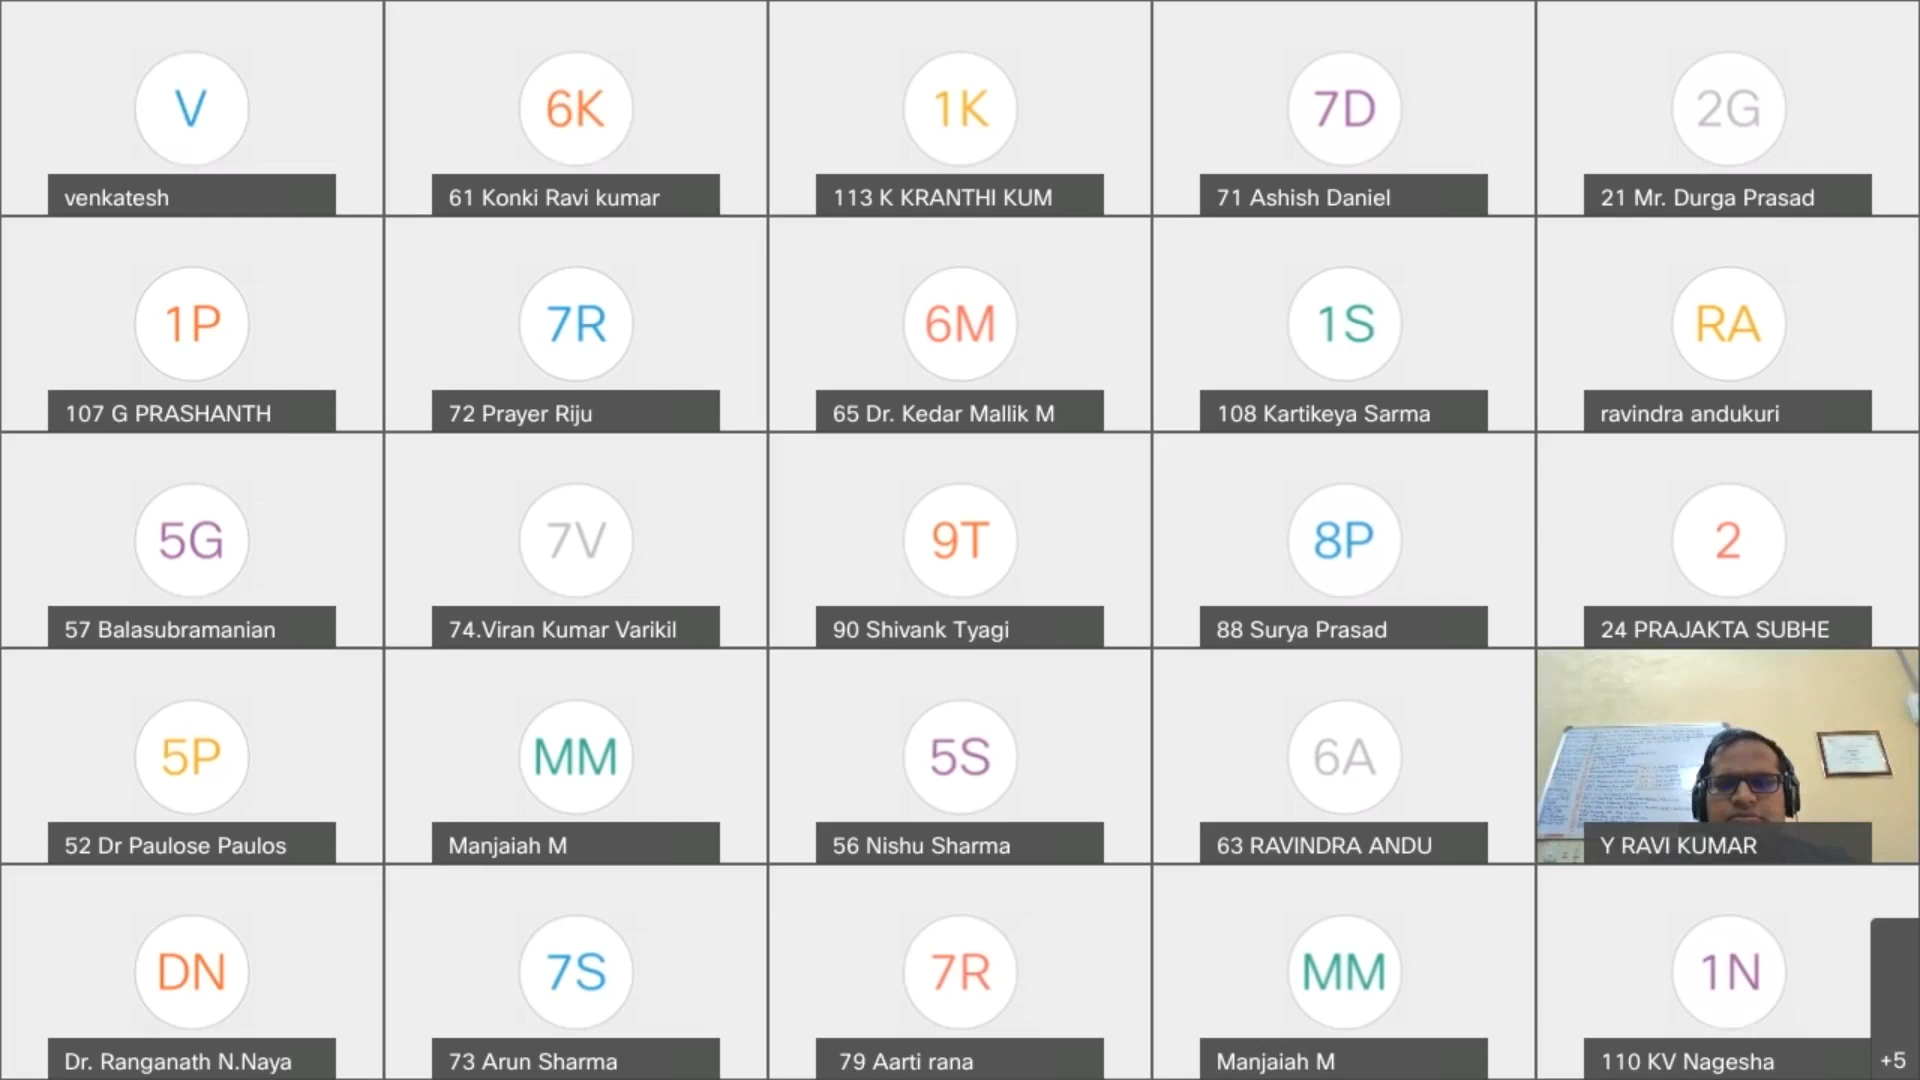 V
6K
1K
7D
2G
venkatesh
61 Konki Ravi kumar
113 K KRANTHI KUM
71 Ashish Daniel
21 Mr. Durga Prasad
1P
7R
6M
1S
RA
107 G PRASHANTH
72 Prayer Riju
65 Dr. Kedar Mallik M
108 Kartikeya Sarma
ravindra andukuri
5G
7V
9T
8P
2
57 Balasubramanian
74.Viran Kumar Varikil
90 Shivank Tyagi
88 Surya Prasad
24 PRAJAKTA SUBHE
5P
MM
5S
6A
52 Dr Paulose Paulos
Manjaiah M
56 Nishu Sharma
63 RAVINDRA ANDU
Y RAVI KUMAR
DN
7S
7R
MM
1N
Dr. Ranganath N.Naya
73 Arun Sharma
79 Aarti rana
Manjaiah M
110 KV Nagesha
+5